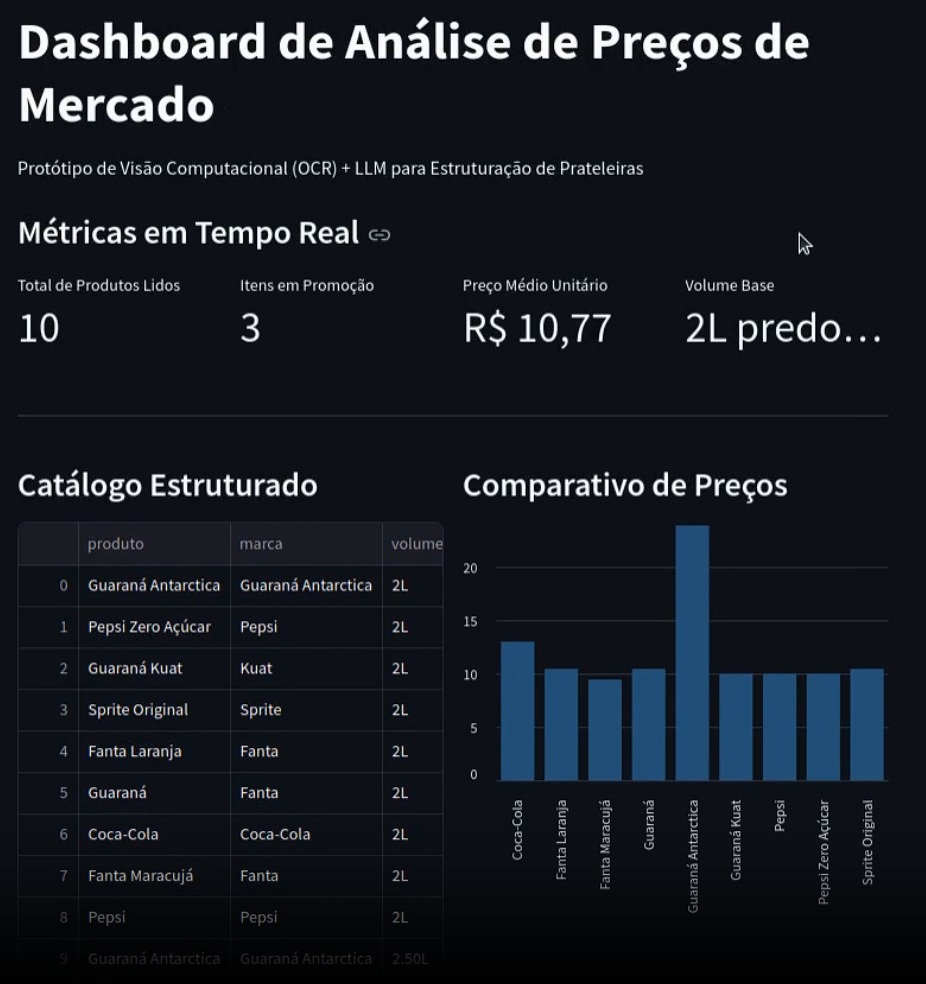 Dashboard de Análise de Preços de
Mercado
Protótipo de Visão Computacional (OCR) + LLM para Estruturação de Prateleiras
Métricas em Tempo Real
Total de Produtos Lidos
10
Itens em Promoção
3
Preço Médio Unitário
R$ 10,77
Volume Base
2L predo...
Catálogo Estruturado
produto marca volume
0 Guaraná Antarctica Guaraná Antarctica 2L
1 Pepsi Zero Açúcar Pepsi 2L
2 Guaraná Kuat Kuat 2L
3 Sprite Original Sprite 2L
4 Fanta Laranja Fanta 2L
5 Guaraná Fanta 2L
6 Coca-Cola Coca-Cola 2L
7 Fanta Maracujá Fanta 2L
8 Pepsi Pepsi 2L
9 Guaraná Antarctica Guaraná Antarctica 2.50L
Comparativo de Preços
20
15
10
5
0
Coca-Cola
Fanta Laranja
Fanta Maracujá
Guaraná
Guaraná Antarctica
Guaraná Kuat
Pepsi
Pepsi Zero Açúcar
Sprite Original